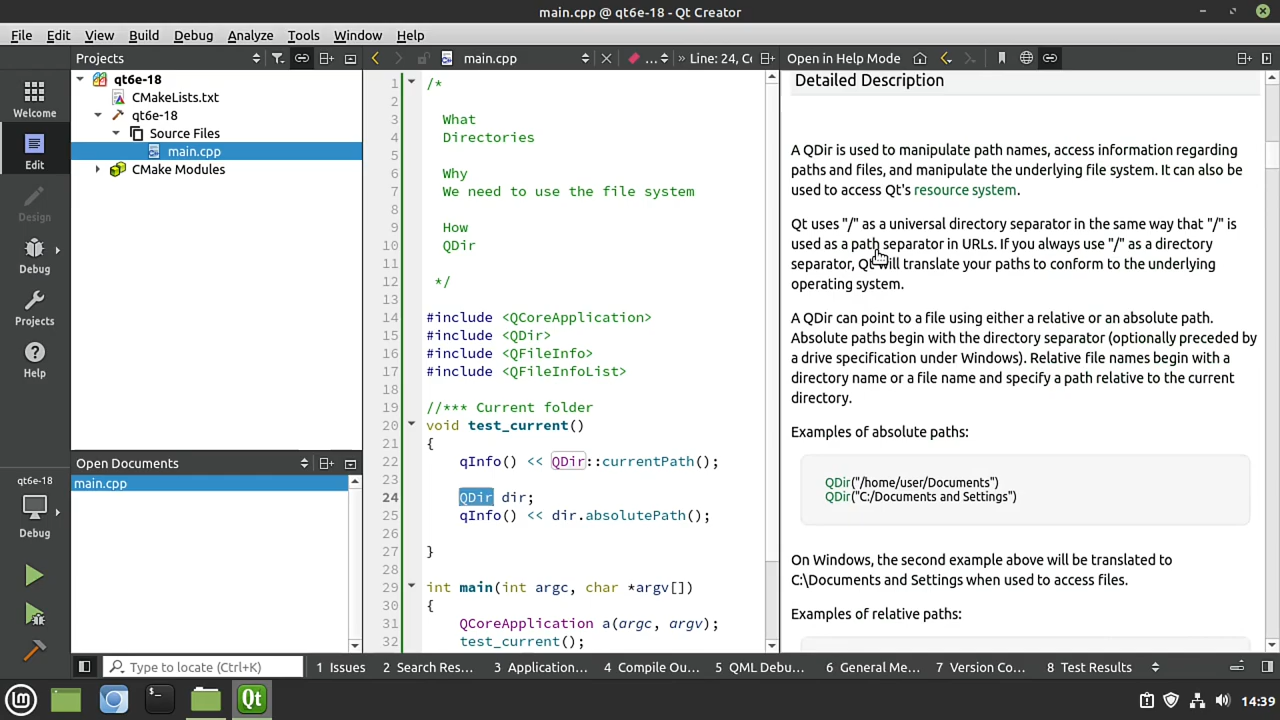 main.cpp @ qt6e-18 - Qt Creator
File Edit View Build Debug Analyze Tools Window Help
Projects
main.cpp
» Line: 24, Cc
Open in Help Mode
Welcome
Edit
Design
Debug
Projects
Help
qt6e-18
Debug
qt6e-18
CMakeLists.txt
qt6e-18
Source Files
main.cpp
CMake Modules
Open Documents
main.cpp
1 /*
2
3 What
4 Directories
5
6 Why
7 We need to use the file system
8
9 How
10 QDir
11
12 */
13
14 #include <QCoreApplication>
15 #include <QDir>
16 #include <QFileInfo>
17 #include <QFileInfoList>
18
19 //*** Current folder
20 void test_current()
21 {
22 qInfo() << QDir::currentPath();
23
24 QDir dir;
25 qInfo() << dir.absolutePath();
26
27 }
28
29 int main(int argc, char *argv[])
30 {
31 QCoreApplication a(argc, argv);
32 test_current();
Detailed Description
A QDir is used to manipulate path names, access information regarding
paths and files, and manipulate the underlying file system. It can also be
used to access Qt's resource system.
Qt uses "/" as a universal directory separator in the same way that "/" is
used as a path separator in URLs. If you always use "/" as a directory
separator, Qt will translate your paths to conform to the underlying
operating system.
A QDir can point to a file using either a relative or an absolute path.
Absolute paths begin with the directory separator (optionally preceded by
a drive specification under Windows). Relative file names begin with a
directory name or a file name and specify a path relative to the current
directory.
Examples of absolute paths:
QDir("/home/user/Documents")
QDir("C:/Documents and Settings")
On Windows, the second example above will be translated to
C:\Documents and Settings when used to access files.
Examples of relative paths:
Type to locate (Ctrl+K)
1 Issues
2 Search Res...
3 Application...
4 Compile Ou...
5 QML Debu...
6 General Me...
7 Version Co...
8 Test Results
14:39